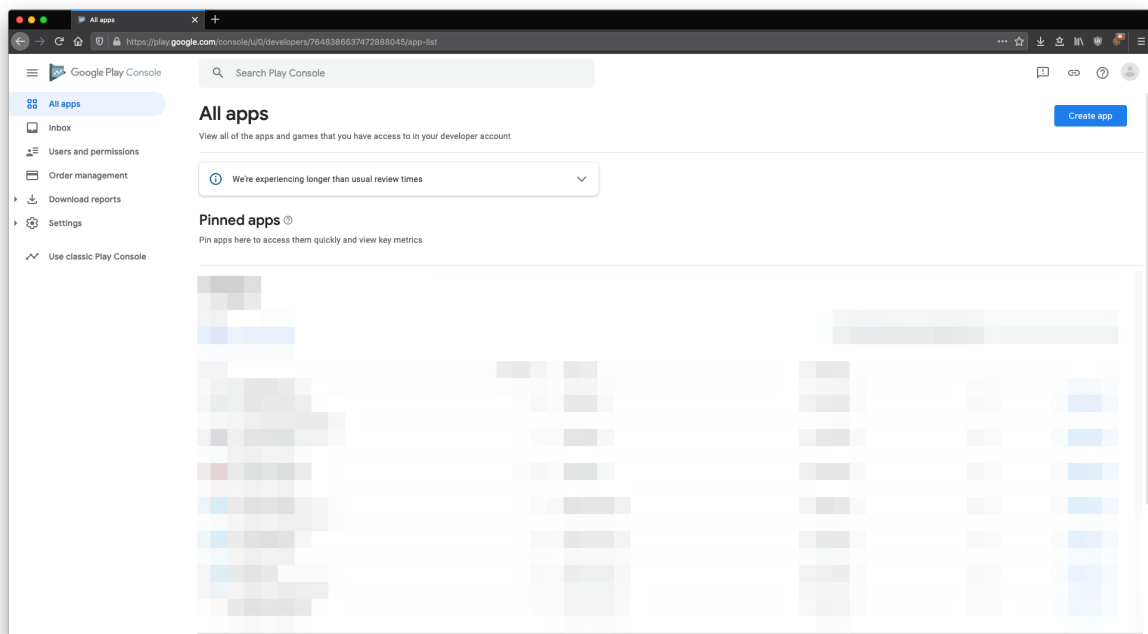 All apps
https://play.google.com/console/u/0/developers/7648386637472888045/app-list
Google Play Console
Search Play Console
All apps
Inbox
Users and permissions
Order management
Download reports
Settings
Use classic Play Console
All apps
Create app
View all of the apps and games that you have access to in your developer account
We're experiencing longer than usual review times
Pinned apps
Pin apps here to access them quickly and view key metrics